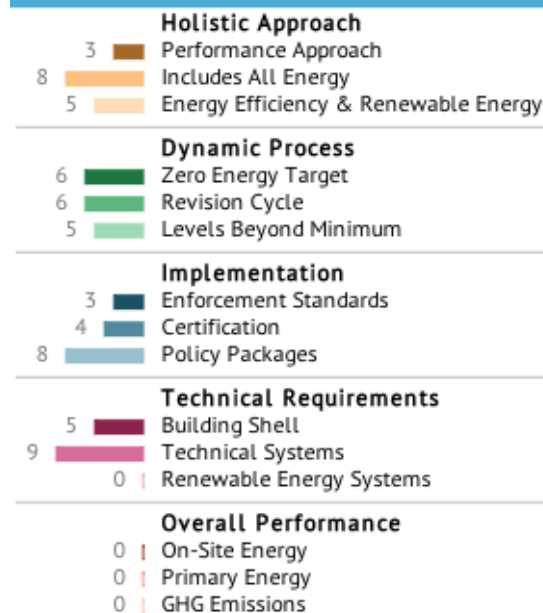 Holistic Approach
3 Performance Approach
8 Includes All Energy
5 Energy Efficiency & Renewable Energy
Dynamic Process
6 Zero Energy Target
6 Revision Cycle
5 Levels Beyond Minimum
Implementation
3 Enforcement Standards
4 Certification
8 Policy Packages
Technical Requirements
5 Building Shell
9 Technical Systems
0 Renewable Energy Systems
Overall Performance
0 On-Site Energy
0 Primary Energy
0 GHG Emissions